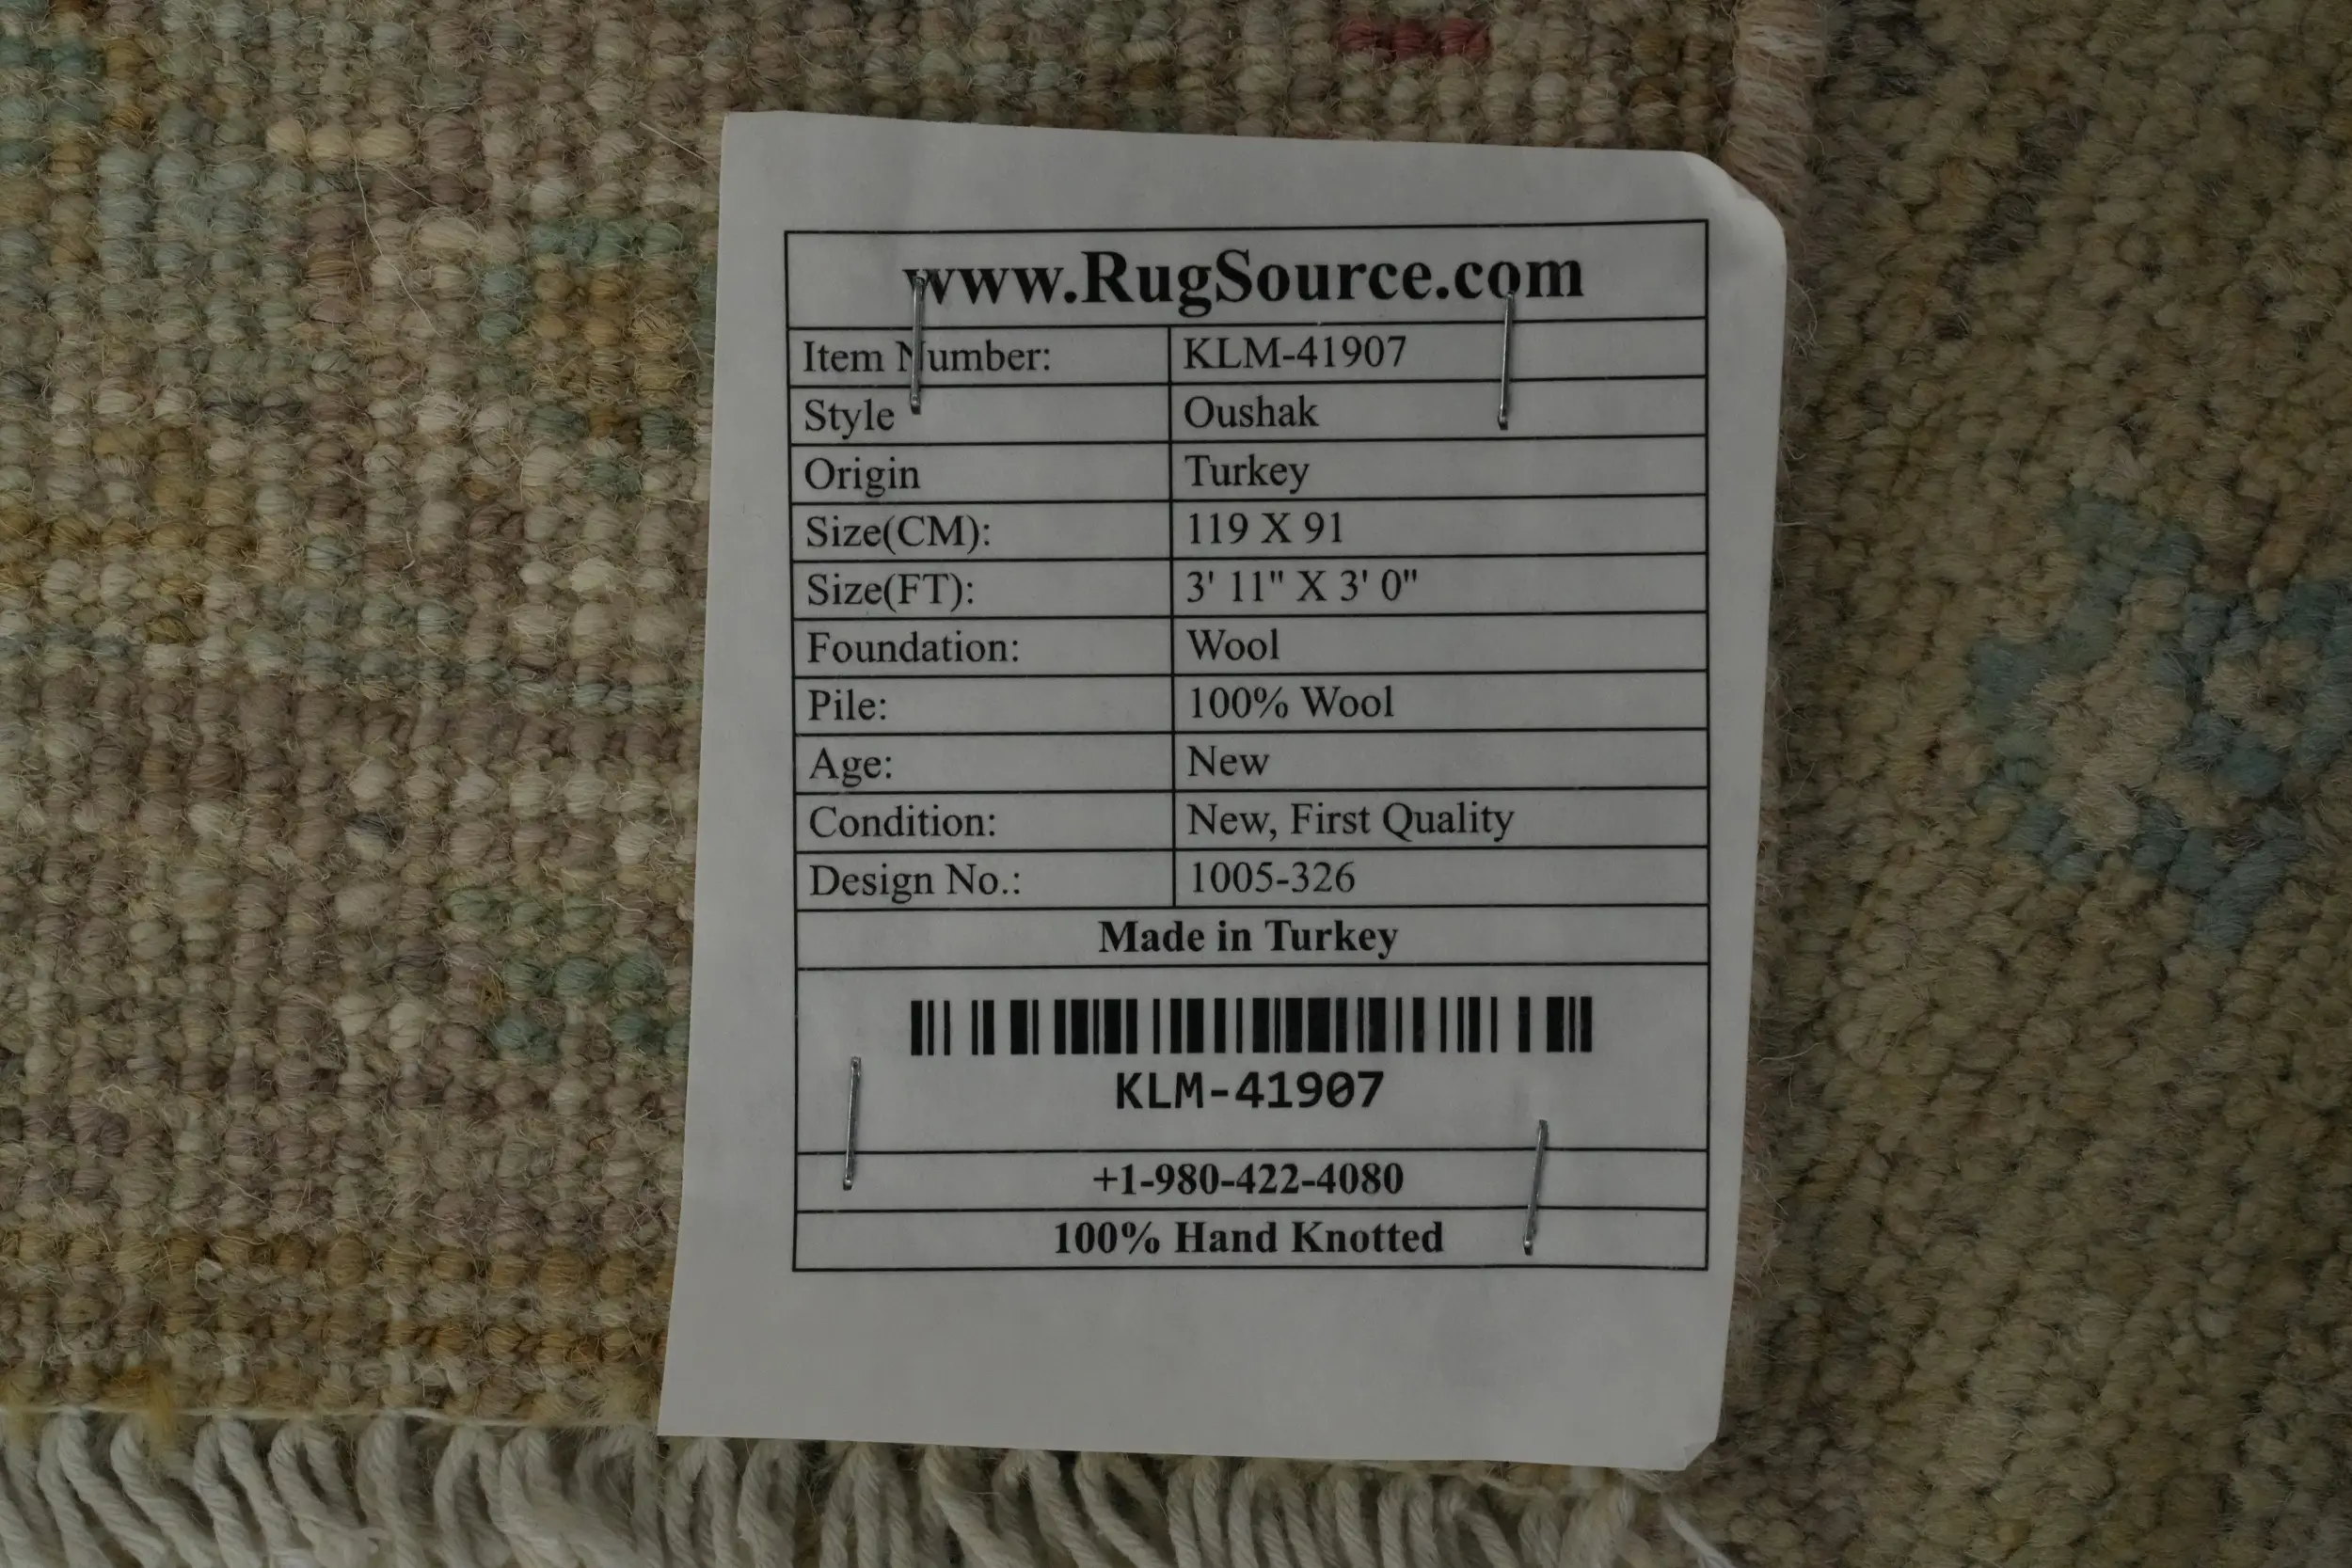 www.RugSource.com
Item Number: KLM-41907
Style Oushak
Origin Turkey
Size(CM): 119 X 91
Size(FT): 3' 11" X 3' 0"
Foundation: Wool
Pile: 100% Wool
Age: New
Condition: New, First Quality
Design No.: 1005-326
Made in Turkey
KLM-41907
+1-980-422-4080
100% Hand Knotted